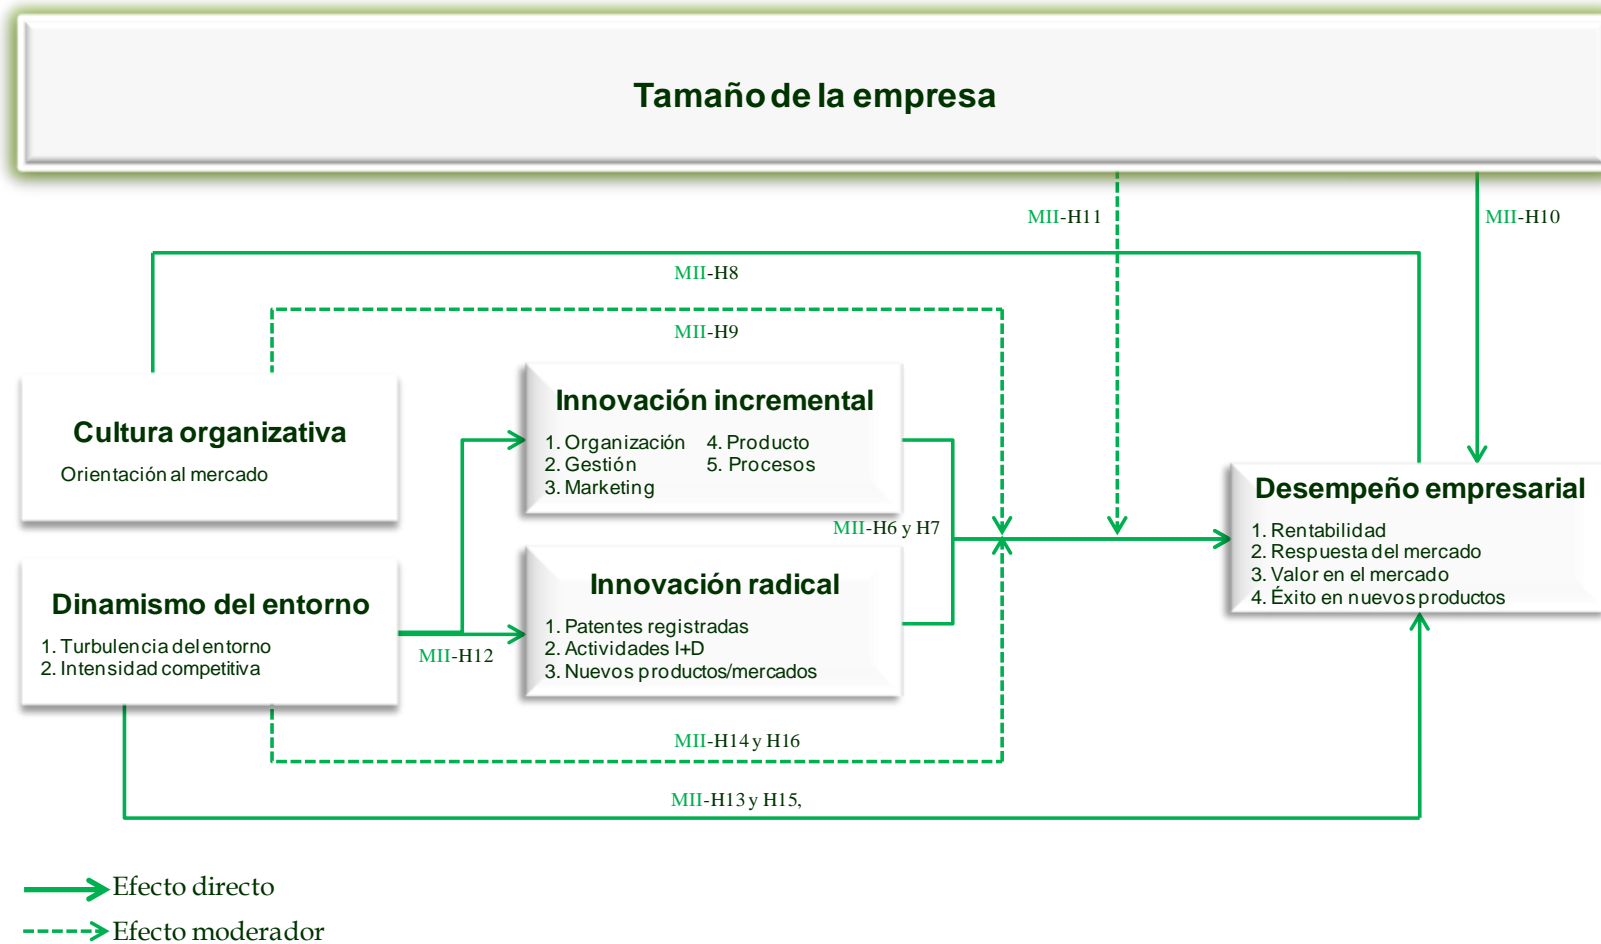 Tamaño de la empresa
MII-H11
MII-H10
MII-H8
MII-H9
Cultura organizativa
Orientación al mercado
Innovación incremental
1. Organización
2. Gestión
3. Marketing
4. Producto
5. Procesos
MII-H6 y H7
Desempeño empresarial
1. Rentabilidad
2. Respuesta del mercado
3. Valor en el mercado
4. Éxito en nuevos productos
Dinamismo del entorno
1. Turbulencia del entorno
2. Intensidad competitiva
MII-H12
Innovación radical
1. Patentes registradas
2. Actividades I+D
3. Nuevos productos/mercados
MII-H14 y H16
MII-H13 y H15,
Efecto directo
Efecto moderador